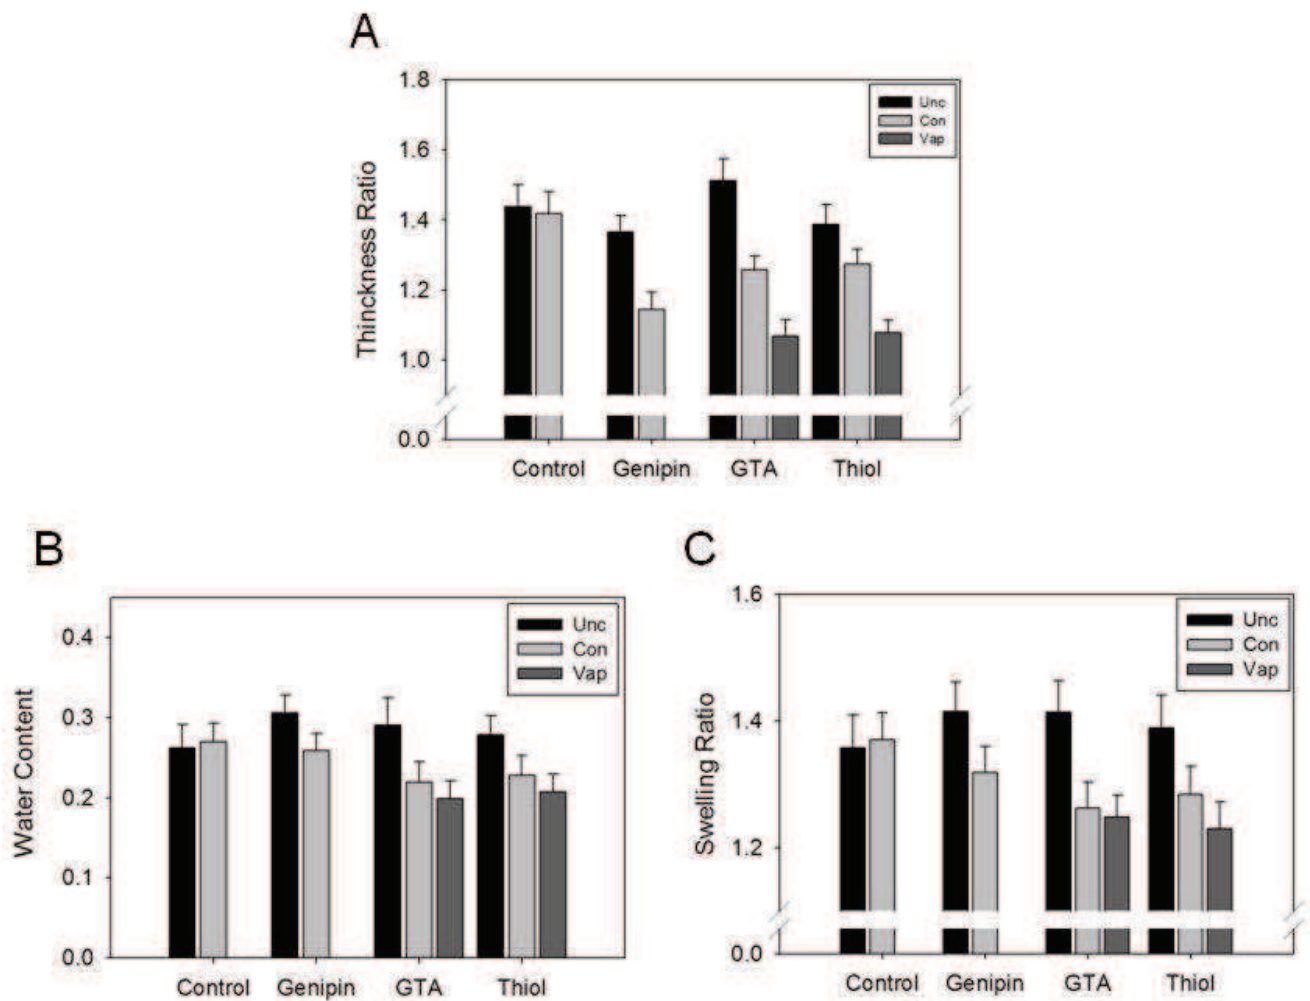 A
1.8
1.6
1.4
1.2
1.0
0.0
Thinckness Ratio
Unc
Con
Vap
Control Genipin GTA Thiol
B
0.4
0.3
0.2
0.1
0.0
Water Content
Unc
Con
Vap
Control Genipin GTA Thiol
C
1.6
1.4
1.2
0.0
Swelling Ratio
Unc
Con
Vap
Control Genipin GTA Thiol